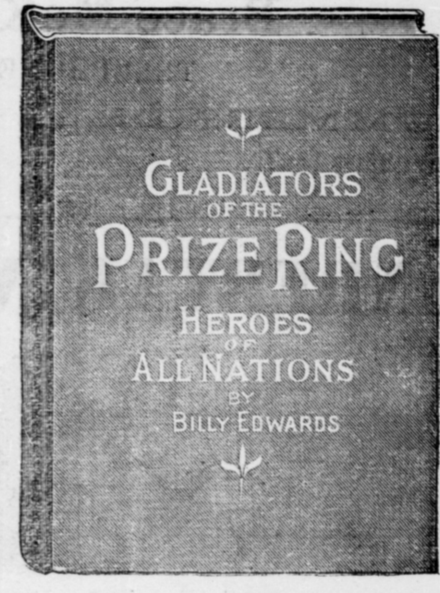 GLADIATORS
OF THE
PRIZE RING
HEROES
OF
ALL NATIONS
BY
BILLY EDWARDS